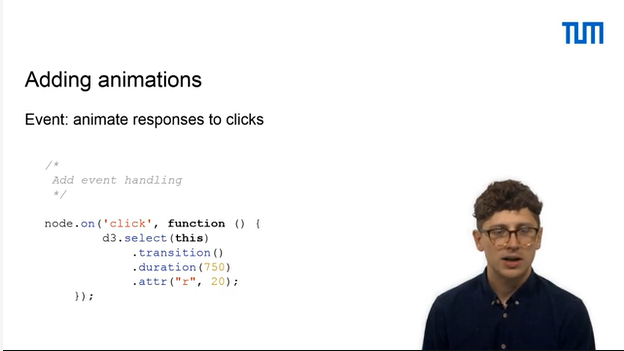 TUM
Adding animations
Event: animate responses to clicks
/*
Add event handling
*/
node.on('click', function () {
d3.select(this)
.transition()
.duration(750)
.attr("r", 20);
});